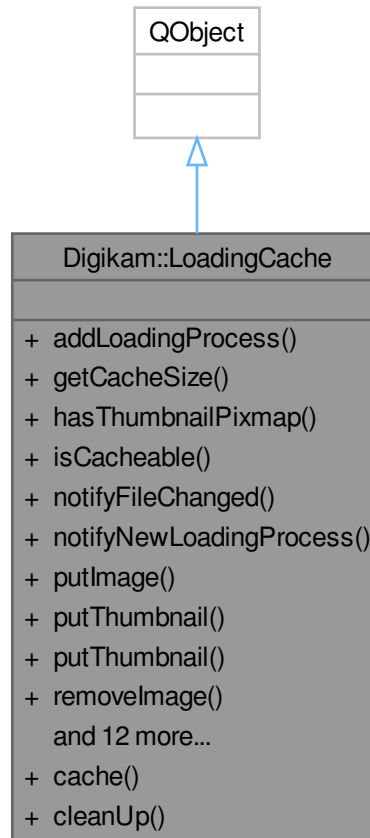 QObject
Digikam::LoadingCache
+ addLoadingProcess()
+ getCacheSize()
+ hasThumbnailPixmap()
+ isCacheable()
+ notifyFileChanged()
+ notifyNewLoadingProcess()
+ putImage()
+ putThumbnail()
+ putThumbnail()
+ removeImage()
and 12 more...
+ cache()
+ cleanUp()